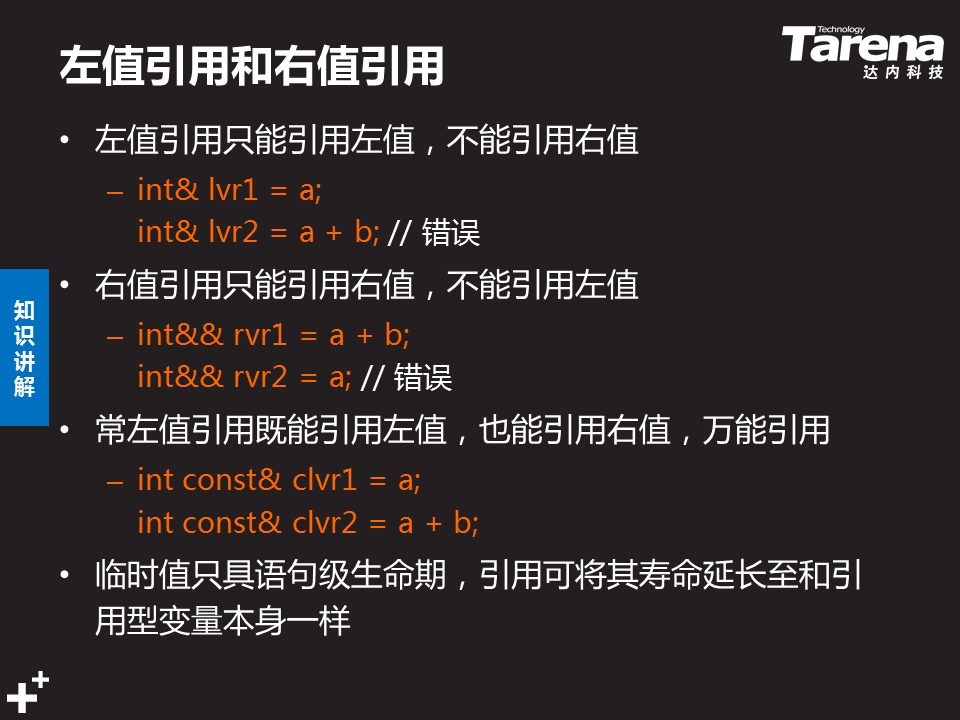 左值引用和右值引用
Technology
Tarena
达内科技
• 左值引用只能引用左值，不能引用右值
– int& lvr1 = a;
int& lvr2 = a + b; // 错误
• 右值引用只能引用右值，不能引用左值
– int&& rvr1 = a + b;
int&& rvr2 = a; // 错误
• 常左值引用既能引用左值，也能引用右值，万能引用
– int const& clvr1 = a;
int const& clvr2 = a + b;
• 临时值只具语句级生命期，引用可将其寿命延长至和引
用型变量本身一样
知
识
讲
解